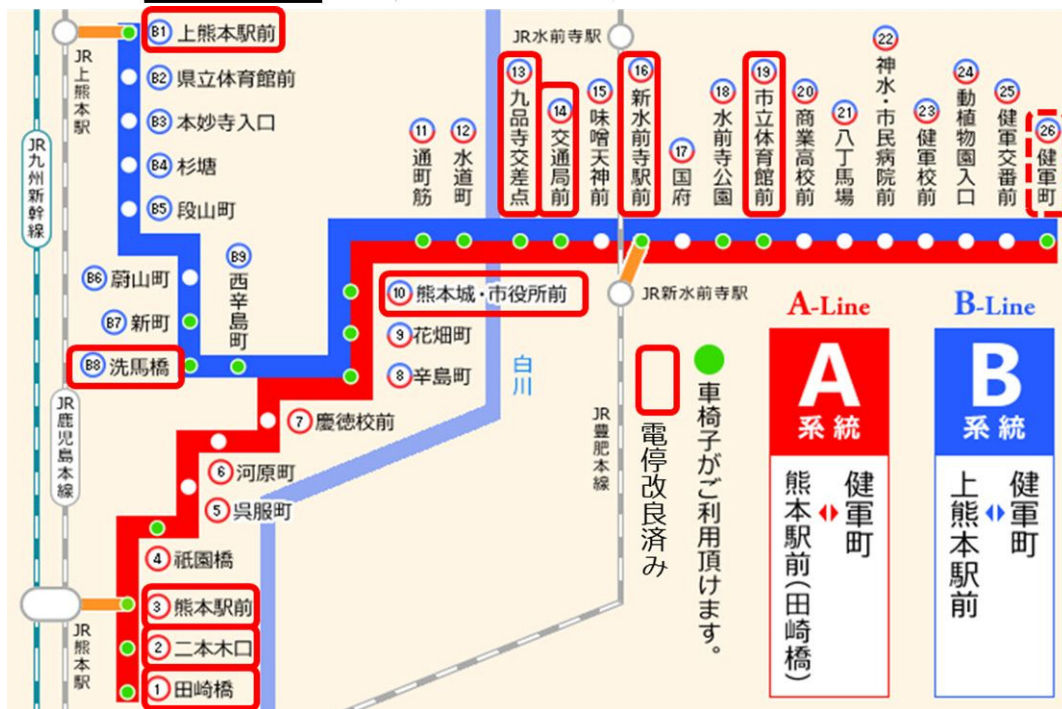 B1 上熊本駅前
B2 県立体育館前
B3 本妙寺入口
B4 杉塘
B5 段山町
B6 蔚山町
B7 新町
B8 洗馬橋
B9 西辛島町
JR上熊本駅
JR九州新幹線
JR鹿児島本線
JR熊本駅
1 田崎橋
2 二本木口
3 熊本駅前
4 祇園橋
5 呉服町
6 河原町
7 慶徳校前
8 辛島町
9 花畑町
10 熊本城・市役所前
11 通町筋
12 水道町
13 九品寺交差点
14 交通局前
15 味噌天神前
16 新水前寺駅前
17 国府
18 水前寺公園
19 市立体育館前
20 商業高校前
21 八丁馬場
22 神水・市民病院前
23 健軍校前
24 動植物園入口
25 健軍交番前
26 健軍町
JR水前寺駅
JR新水前寺駅
JR豊肥本線
白川
電停改良済み
車椅子がご利用頂けます。
A-Line
A
系統
健軍町
熊本駅前(田崎橋)
B-Line
B
系統
健軍町
上熊本駅前